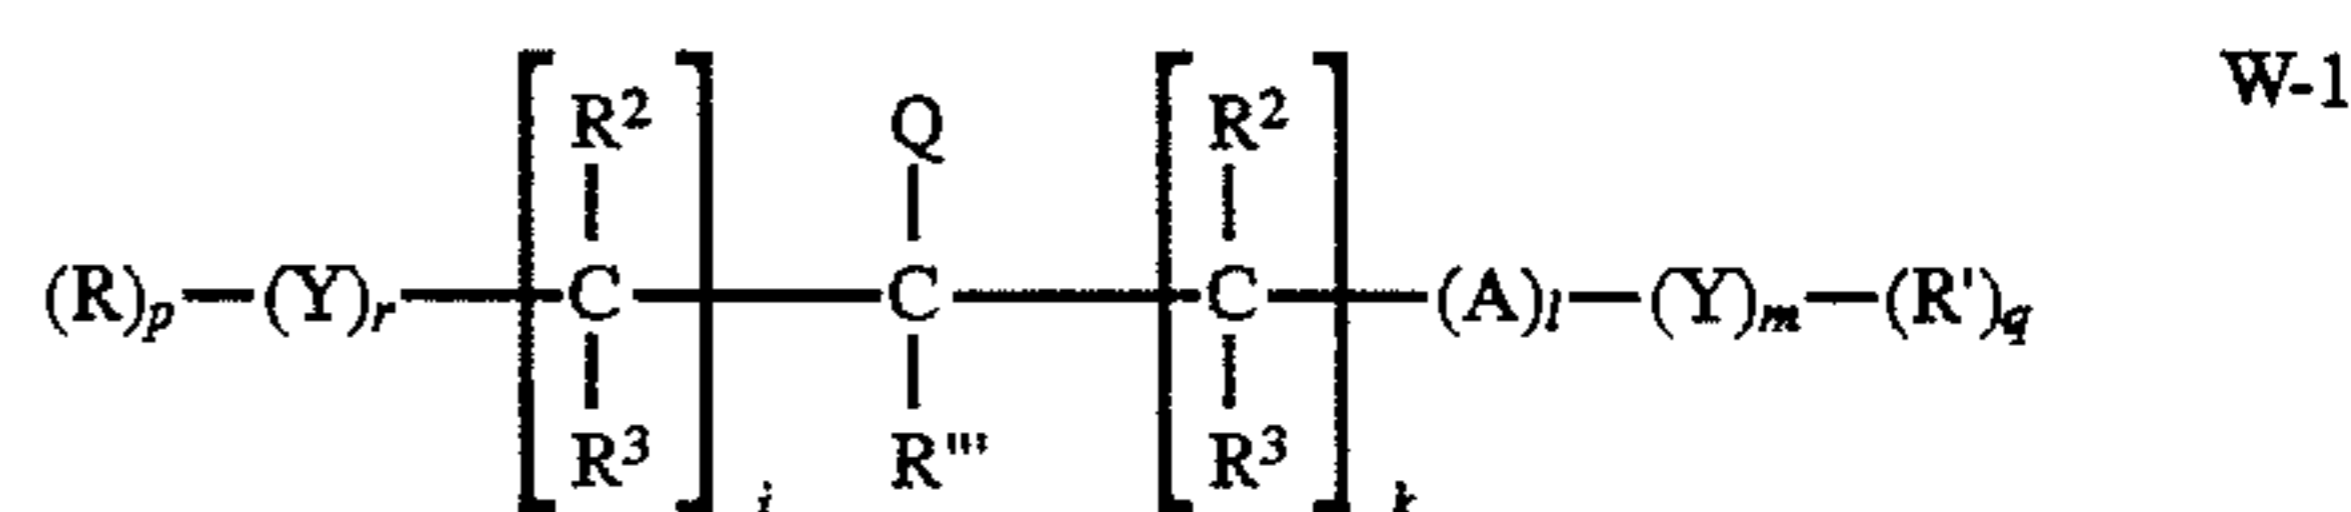 W-1
R² Q R²
(R)p—(Y)r—[C]—C—[C]—(A)l—(Y)m—(R')q
R³ R''' R³
j k